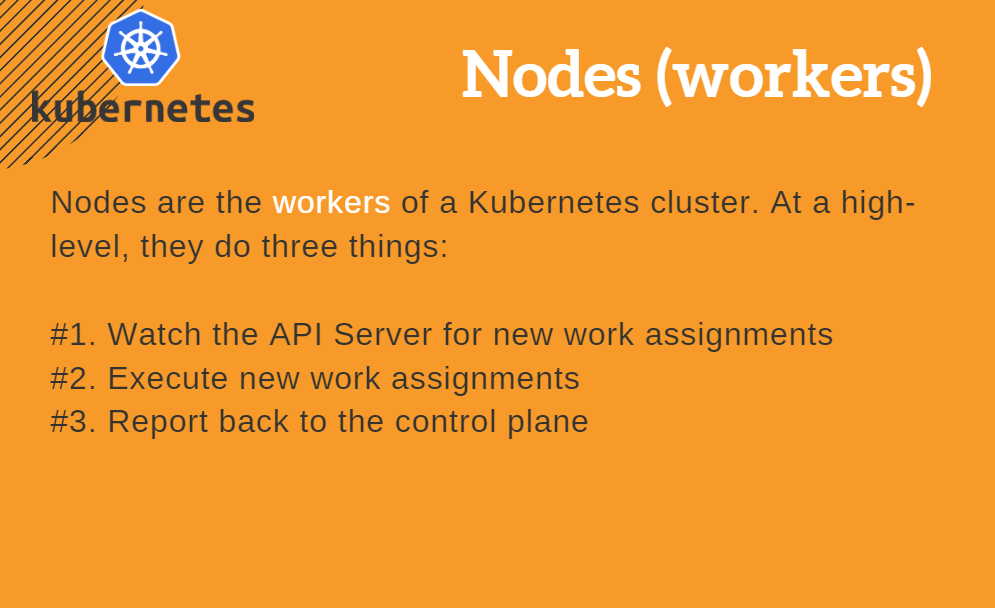 kubernetes
Nodes (workers)
Nodes are the workers of a Kubernetes cluster. At a high-
level, they do three things:
#1. Watch the API Server for new work assignments
#2. Execute new work assignments
#3. Report back to the control plane